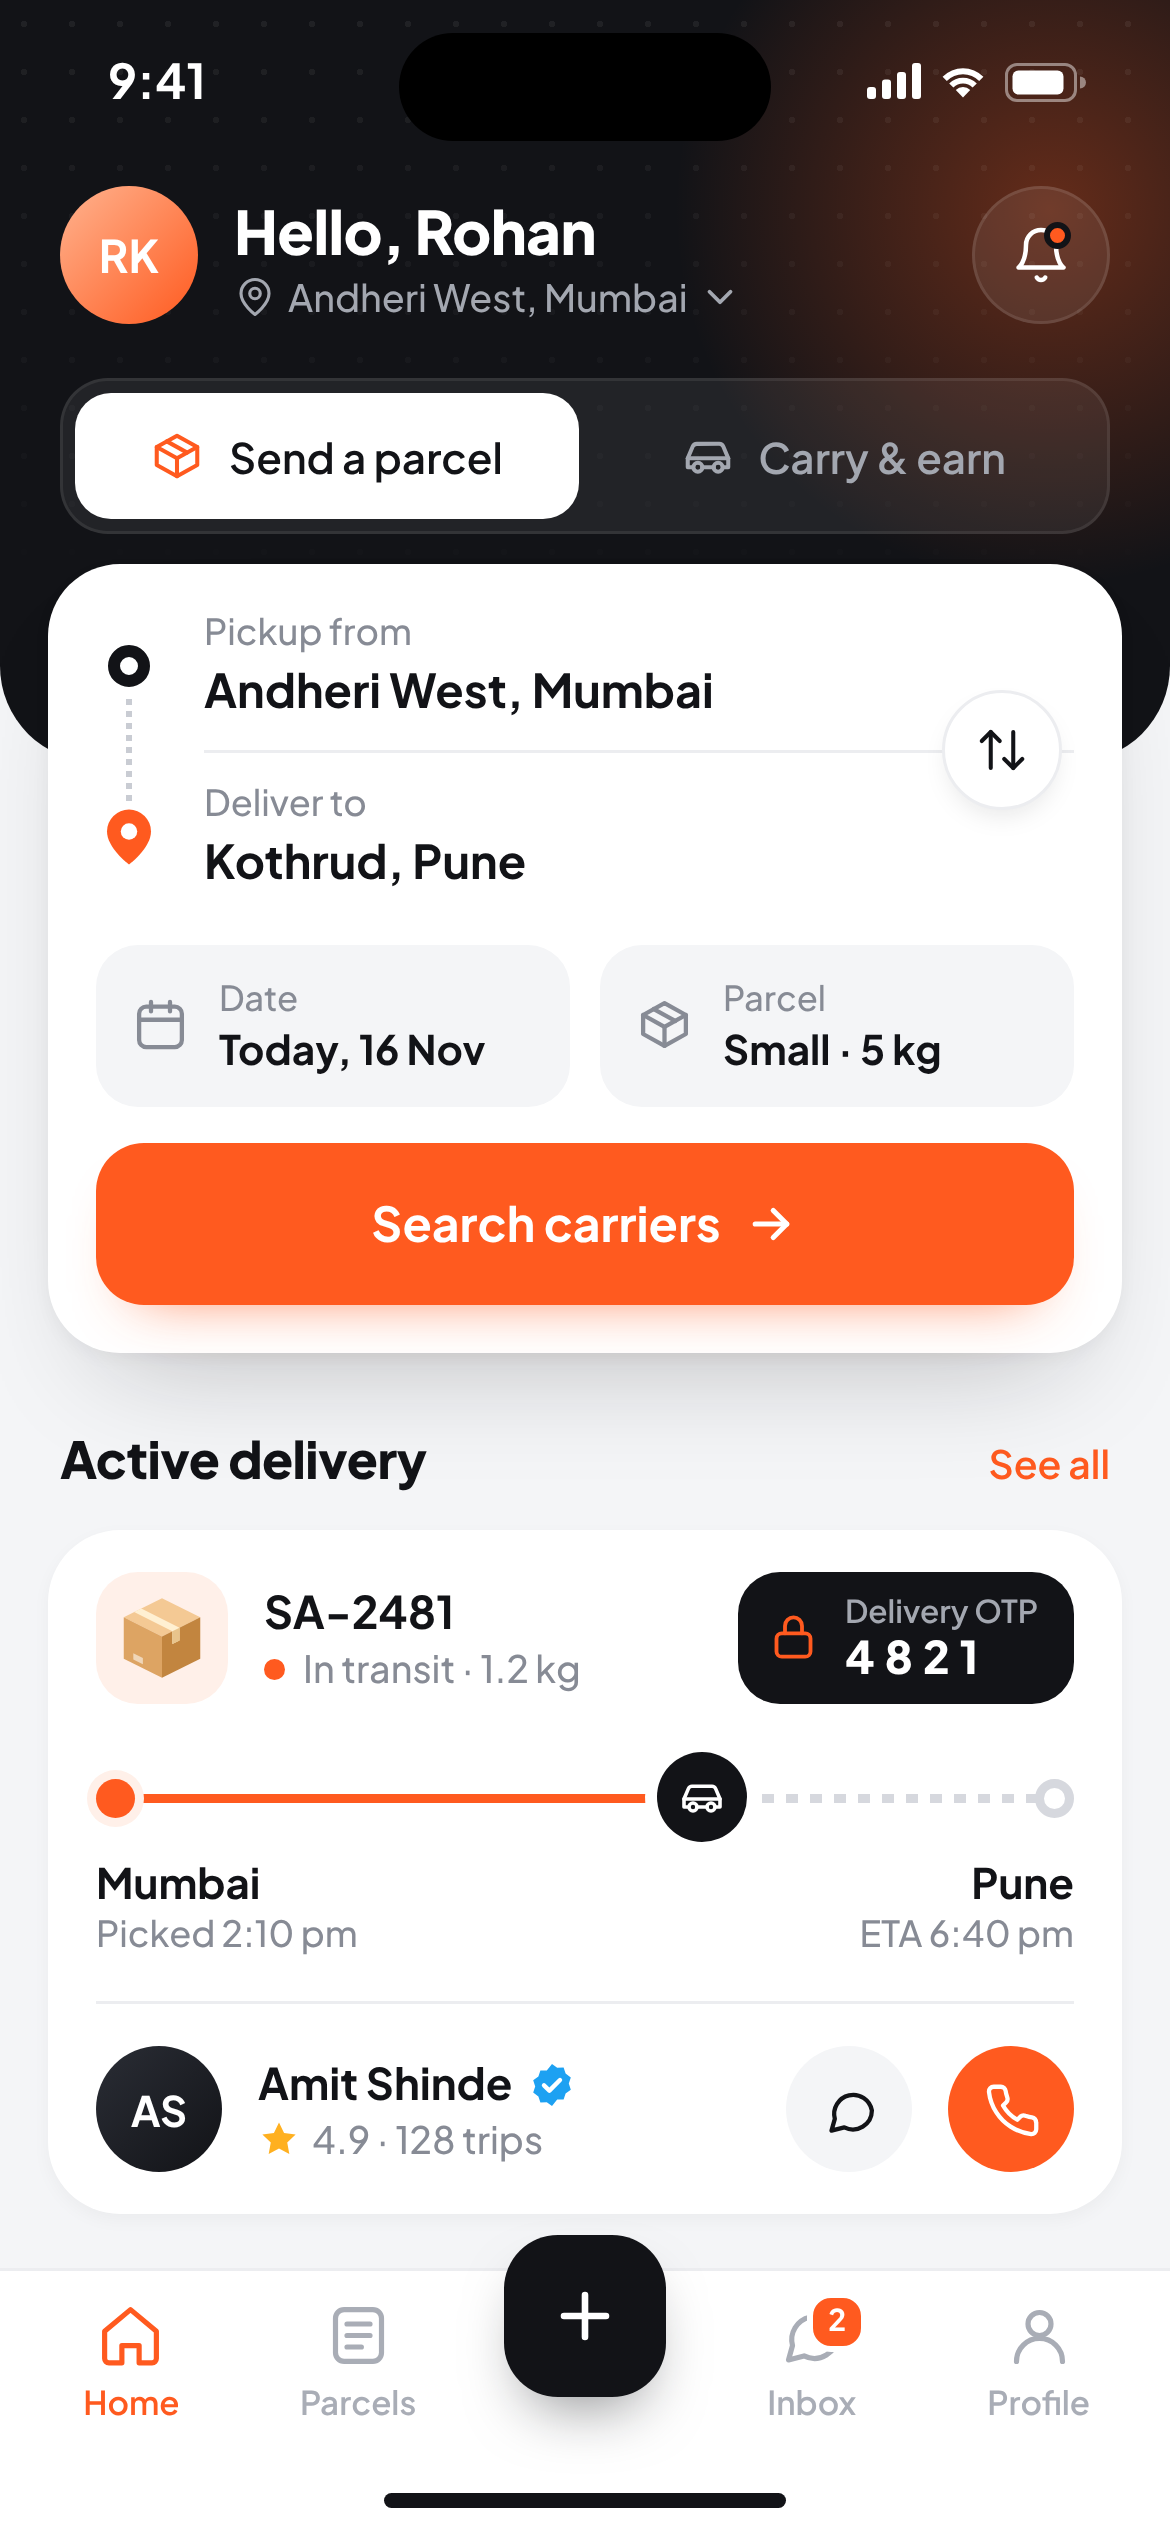 9:41
RK
Hello, Rohan
Andheri West, Mumbai
Send a parcel
Carry & earn
Pickup from
Andheri West, Mumbai
Deliver to
Kothrud, Pune
Date
Today, 16 Nov
Parcel
Small · 5 kg
Search carriers
Active delivery
See all
SA-2481
In transit · 1.2 kg
Delivery OTP
4821
Mumbai
Picked 2:10 pm
Pune
ETA 6:40 pm
AS
Amit Shinde
4.9 · 128 trips
Home
Parcels
2
Inbox
Profile